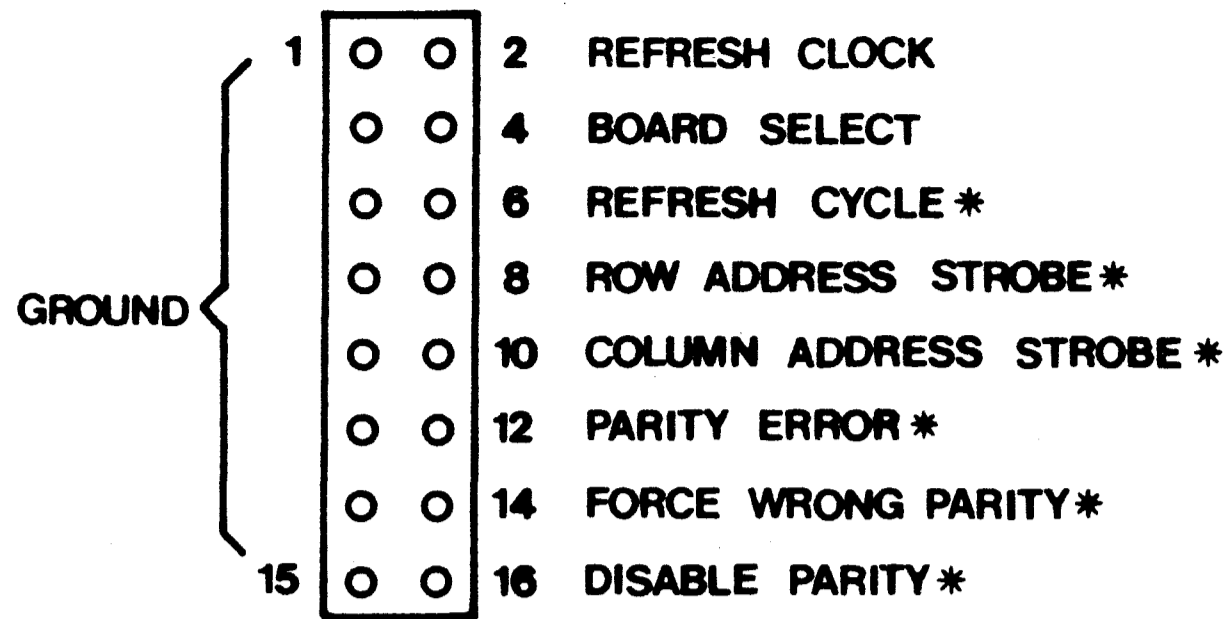 1 2 REFRESH CLOCK
4 BOARD SELECT
6 REFRESH CYCLE*
8 ROW ADDRESS STROBE*
GROUND
10 COLUMN ADDRESS STROBE*
12 PARITY ERROR*
14 FORCE WRONG PARITY*
15 16 DISABLE PARITY*